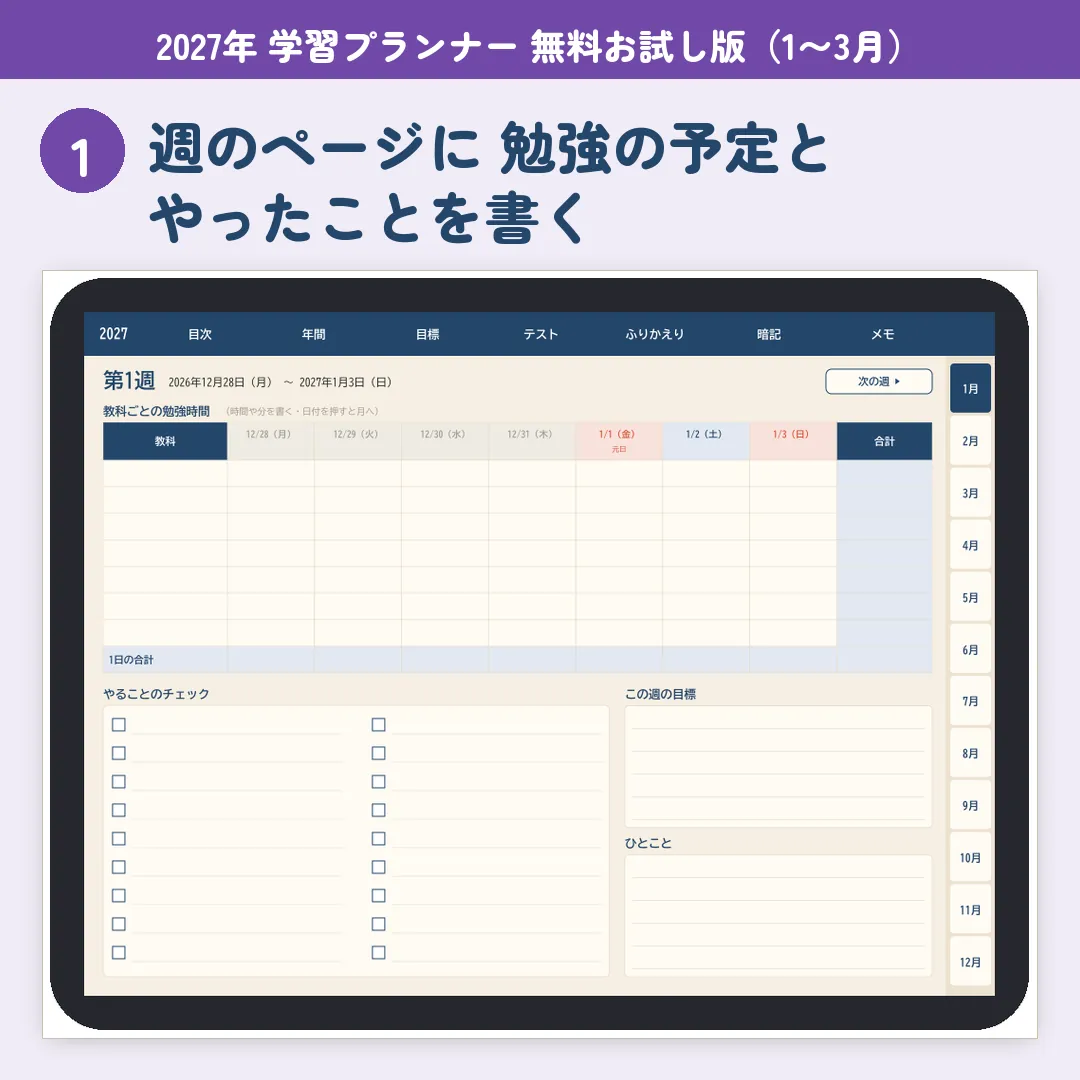 2027年 学習プランナー 無料お試し版（1〜3月）
1
週のページに 勉強の予定と
やったことを書く
2027 目次 年間 目標 テスト ふりかえり 暗記 メモ
第1週 2026年12月28日（月） 〜 2027年1月3日（日） 次の週 ▸
教科ごとの勉強時間 （時間や分を書く・日付を押すと月へ）
教科 12/28（月） 12/29（火） 12/30（水） 12/31（木） 1/1（金） 1/2（土） 1/3（日） 合計
元日
1日の合計
やることのチェック
この週の目標
ひとこと
1月
2月
3月
4月
5月
6月
7月
8月
9月
10月
11月
12月